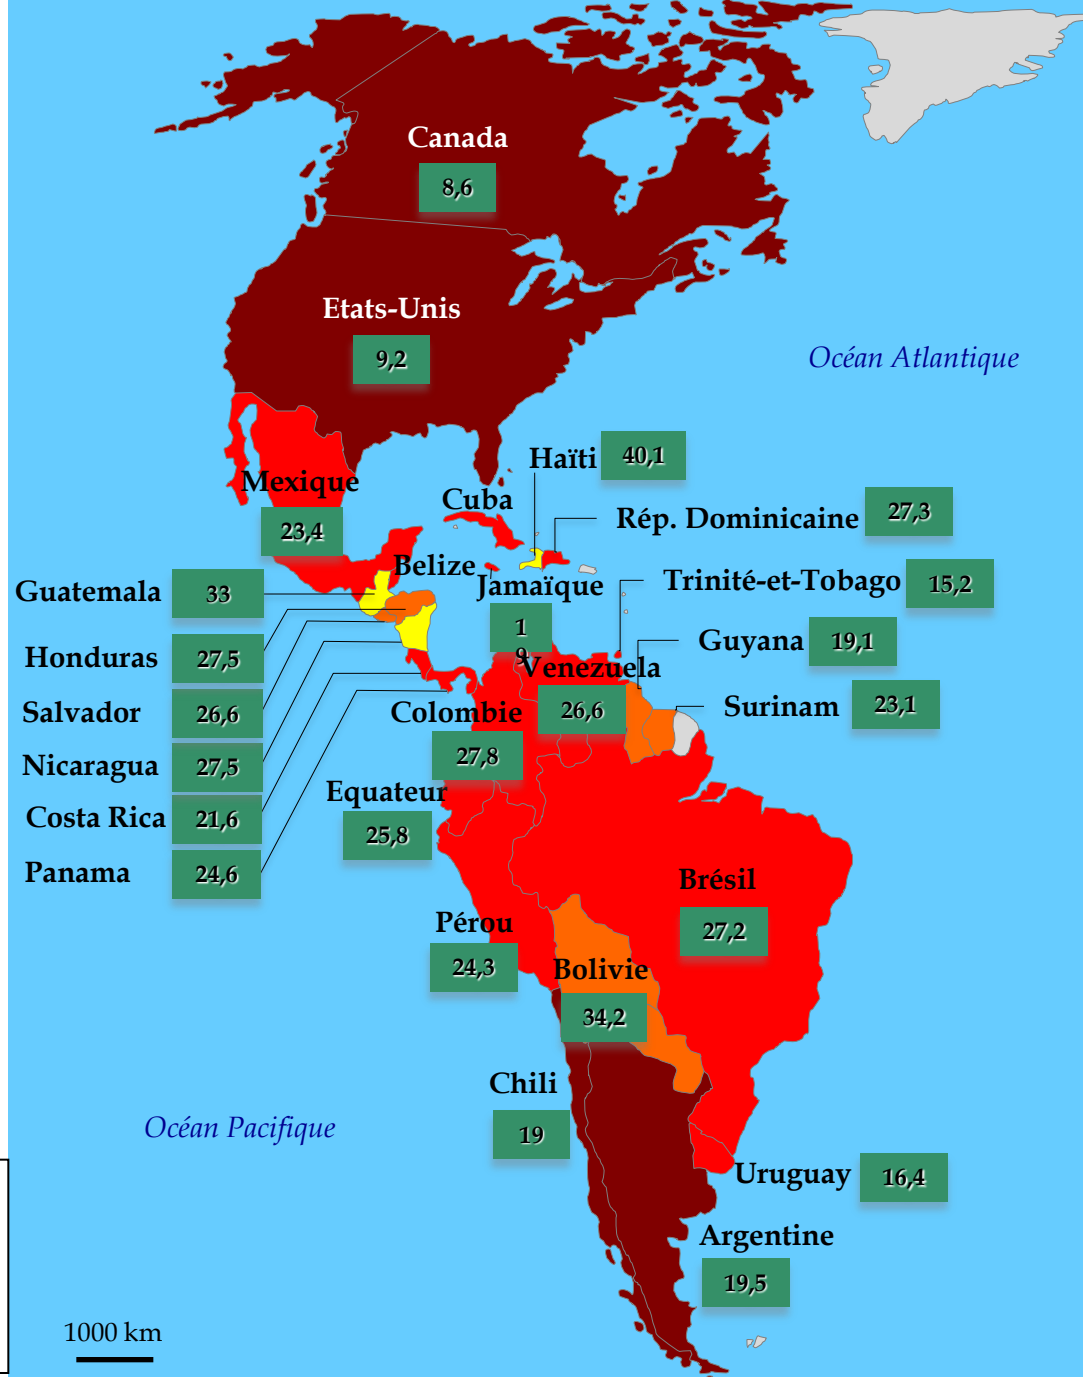 Canada
8,6
Etats-Unis
9,2
Océan Atlantique
Mexique
23,4
Haïti 40,1
Cuba
Rép. Dominicaine 27,3
Belize
Jamaïque
1
9
Trinité-et-Tobago 15,2
Guatemala 33
Guyana 19,1
Honduras 27,5
Venezuela
26,6
Surinam 23,1
Salvador 26,6
Colombie
27,8
Nicaragua 27,5
Costa Rica 21,6
Equateur
25,8
Panama 24,6
Brésil
27,2
Pérou
24,3
Bolivie
34,2
Chili
19
Océan Pacifique
Uruguay 16,4
Argentine
19,5
1000 km